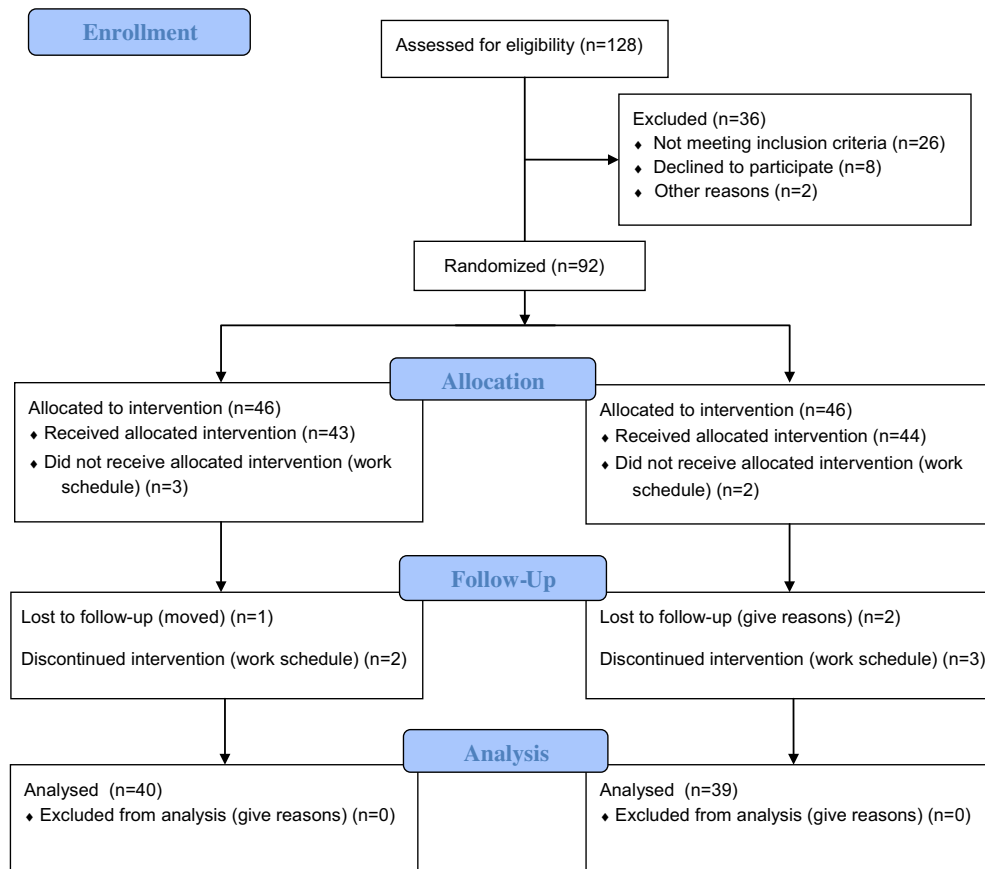 Enrollment
Assessed for eligibility (n=128)
Excluded (n=36)
♦ Not meeting inclusion criteria (n=26)
♦ Declined to participate (n=8)
♦ Other reasons (n=2)
Randomized (n=92)
Allocation
Allocated to intervention (n=46)
♦ Received allocated intervention (n=43)
♦ Did not receive allocated intervention (work
schedule) (n=3)
Allocated to intervention (n=46)
♦ Received allocated intervention (n=44)
♦ Did not receive allocated intervention (work
schedule) (n=2)
Follow-Up
Lost to follow-up (moved) (n=1)
Discontinued intervention (work schedule) (n=2)
Lost to follow-up (give reasons) (n=2)
Discontinued intervention (work schedule) (n=3)
Analysis
Analysed (n=40)
♦ Excluded from analysis (give reasons) (n=0)
Analysed (n=39)
♦ Excluded from analysis (give reasons) (n=0)